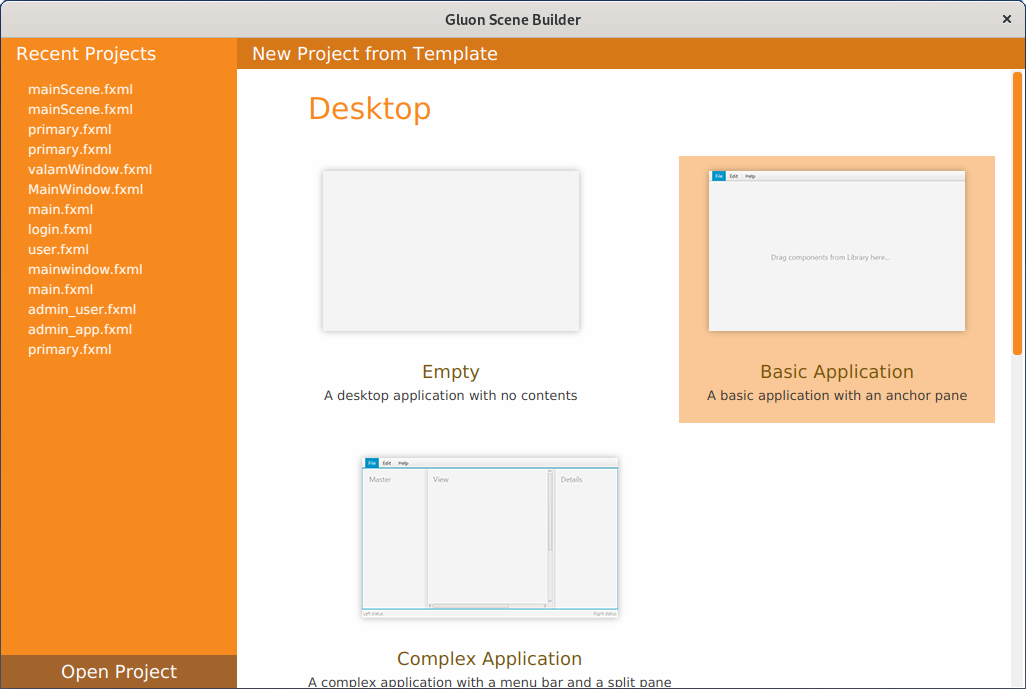 Gluon Scene Builder
Recent Projects
mainScene.fxml
mainScene.fxml
primary.fxml
primary.fxml
valamWindow.fxml
MainWindow.fxml
main.fxml
login.fxml
user.fxml
mainwindow.fxml
main.fxml
admin_user.fxml
admin_app.fxml
primary.fxml
Open Project
New Project from Template
Desktop
Empty
A desktop application with no contents
File Edit Help
Drag components from Library here...
Basic Application
A basic application with an anchor pane
File Edit Help
Master View Details
Left status Right status
Complex Application
A complex application with a menu bar and a split pane